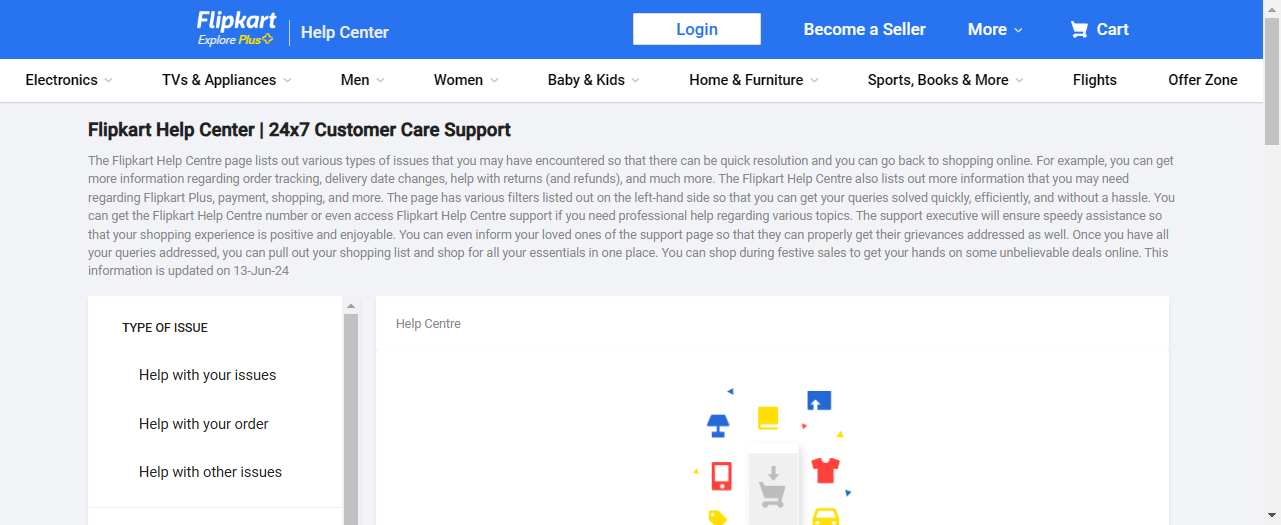 Flipkart
Explore Plus
Help Center
Login
Become a Seller
More
Cart
Electronics
TVs & Appliances
Men
Women
Baby & Kids
Home & Furniture
Sports, Books & More
Flights
Offer Zone
Flipkart Help Center | 24x7 Customer Care Support
The Flipkart Help Centre page lists out various types of issues that you may have encountered so that there can be quick resolution and you can go back to shopping online. For example, you can get
more information regarding order tracking, delivery date changes, help with returns (and refunds), and much more. The Flipkart Help Centre also lists out more information that you may need
regarding Flipkart Plus, payment, shopping, and more. The page has various filters listed out on the left-hand side so that you can get your queries solved quickly, efficiently, and without a hassle. You
can get the Flipkart Help Centre number or even access Flipkart Help Centre support if you need professional help regarding various topics. The support executive will ensure speedy assistance so
that your shopping experience is positive and enjoyable. You can even inform your loved ones of the support page so that they can properly get their grievances addressed as well. Once you have all
your queries addressed, you can pull out your shopping list and shop for all your essentials in one place. You can shop during festive sales to get your hands on some unbelievable deals online. This
information is updated on 13-Jun-24
TYPE OF ISSUE
Help with your issues
Help with your order
Help with other issues
Help Centre